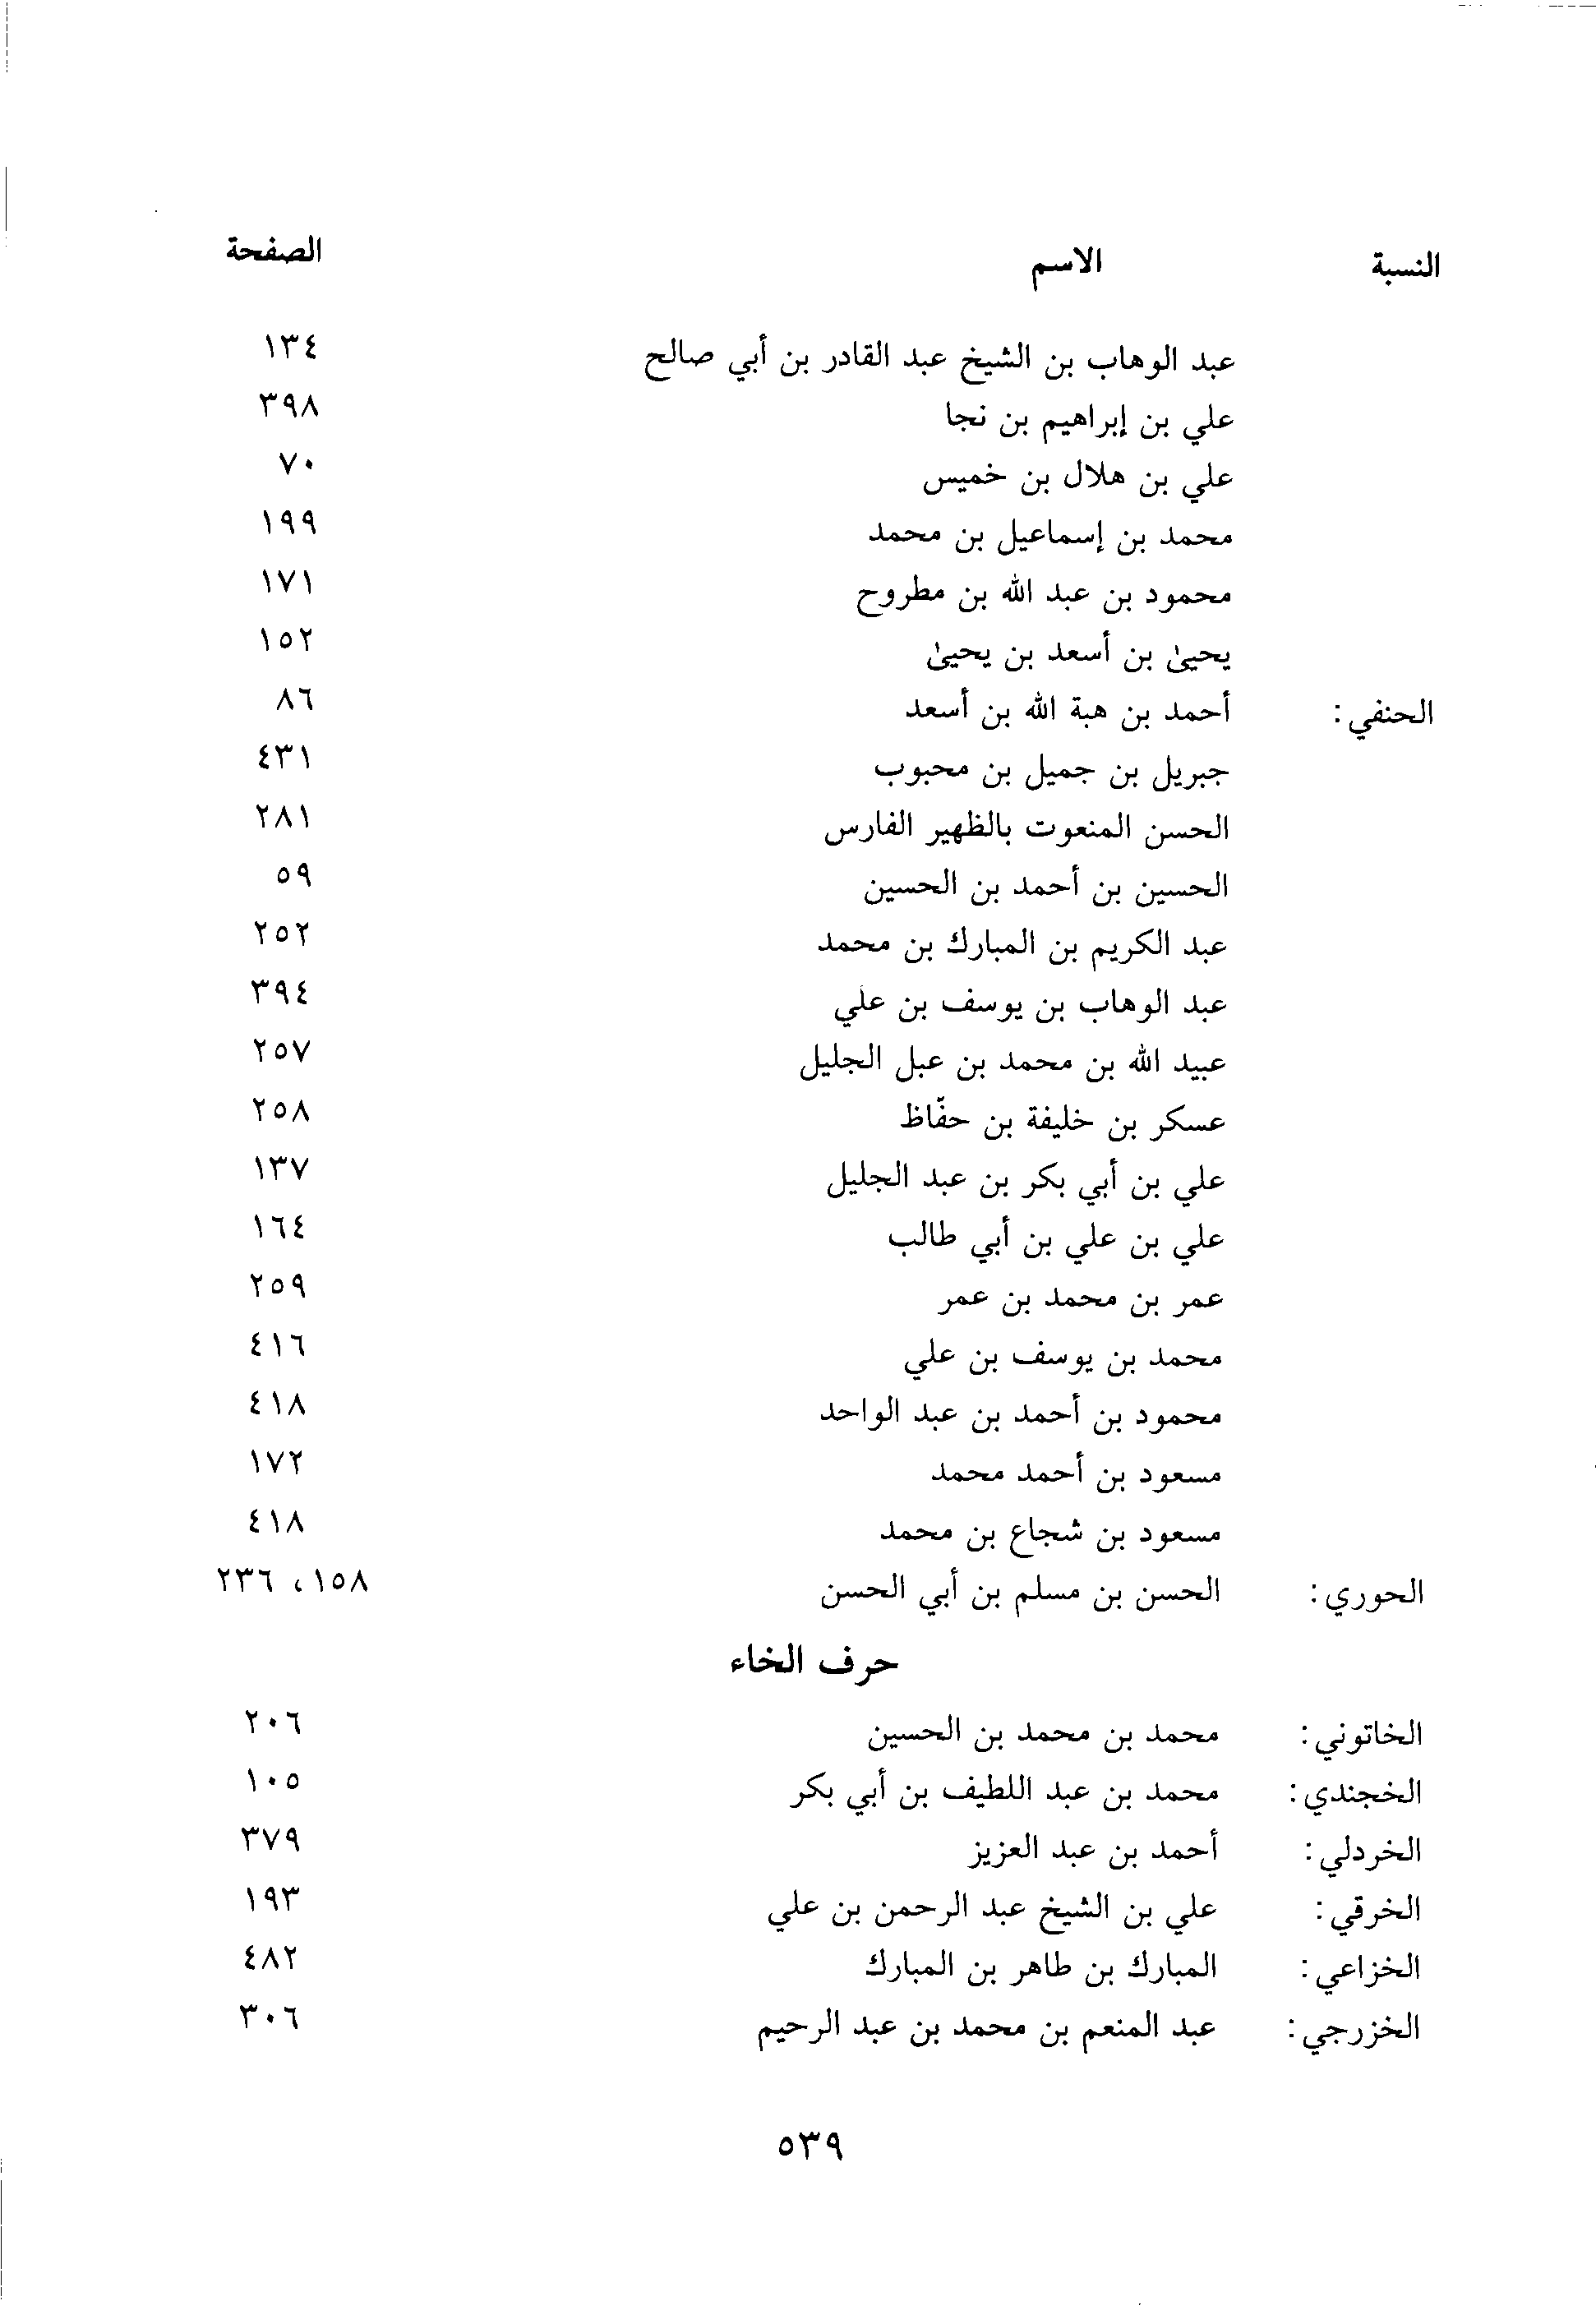 النسبة الاسم الصفحة
عبد الوهاب بن الشيخ عبد القادر بن أبي صالح ١٣٤
علي بن إبراهيم بن نجا ٣٩٨
علي بن هلال بن خميس ٧٠
محمد بن إسماعيل بن محمد ١٩٩
محمود بن عبد الله بن مطروح ١٧١
يحيىٰ بن أسعد بن يحيىٰ ١٥٢
الحنفي: أحمد بن هبة الله بن أسعد ٨٦
جبريل بن جميل بن محبوب ٤٣١
الحسن المنعوت بالظهير الفارس ٢٨١
الحسين بن أحمد بن الحسين ٥٩
عبد الكريم بن المبارك بن محمد ٢٥٢
عبد الوهاب بن يوسف بن علي ٣٩٤
عبيد الله بن محمد بن عبل الجليل ٢٥٧
عسكر بن خليفة بن حفّاظ ٢٥٨
علي بن أبي بكر بن عبد الجليل ١٣٧
علي بن علي بن أبي طالب ١٦٤
عمر بن محمد بن عمر ٢٥٩
محمد بن يوسف بن علي ٤١٦
محمود بن أحمد بن عبد الواحد ٤١٨
مسعود بن أحمد محمد ١٧٢
مسعود بن شجاع بن محمد ٤١٨
الحوري: الحسن بن مسلم بن أبي الحسن ١٥٨، ٢٣٦
حرف الخاء
الخاتوني: محمد بن محمد بن الحسين ٢٠٦
الخجندي: محمد بن عبد اللطيف بن أبي بكر ١٠٥
الخردلي: أحمد بن عبد العزيز ٣٧٩
الخرقي: علي بن الشيخ عبد الرحمن بن علي ١٩٣
الخزاعي: المبارك بن طاهر بن المبارك ٤٨٢
الخزرجي: عبد المنعم بن محمد بن عبد الرحيم ٣٠٦
٥٣٩